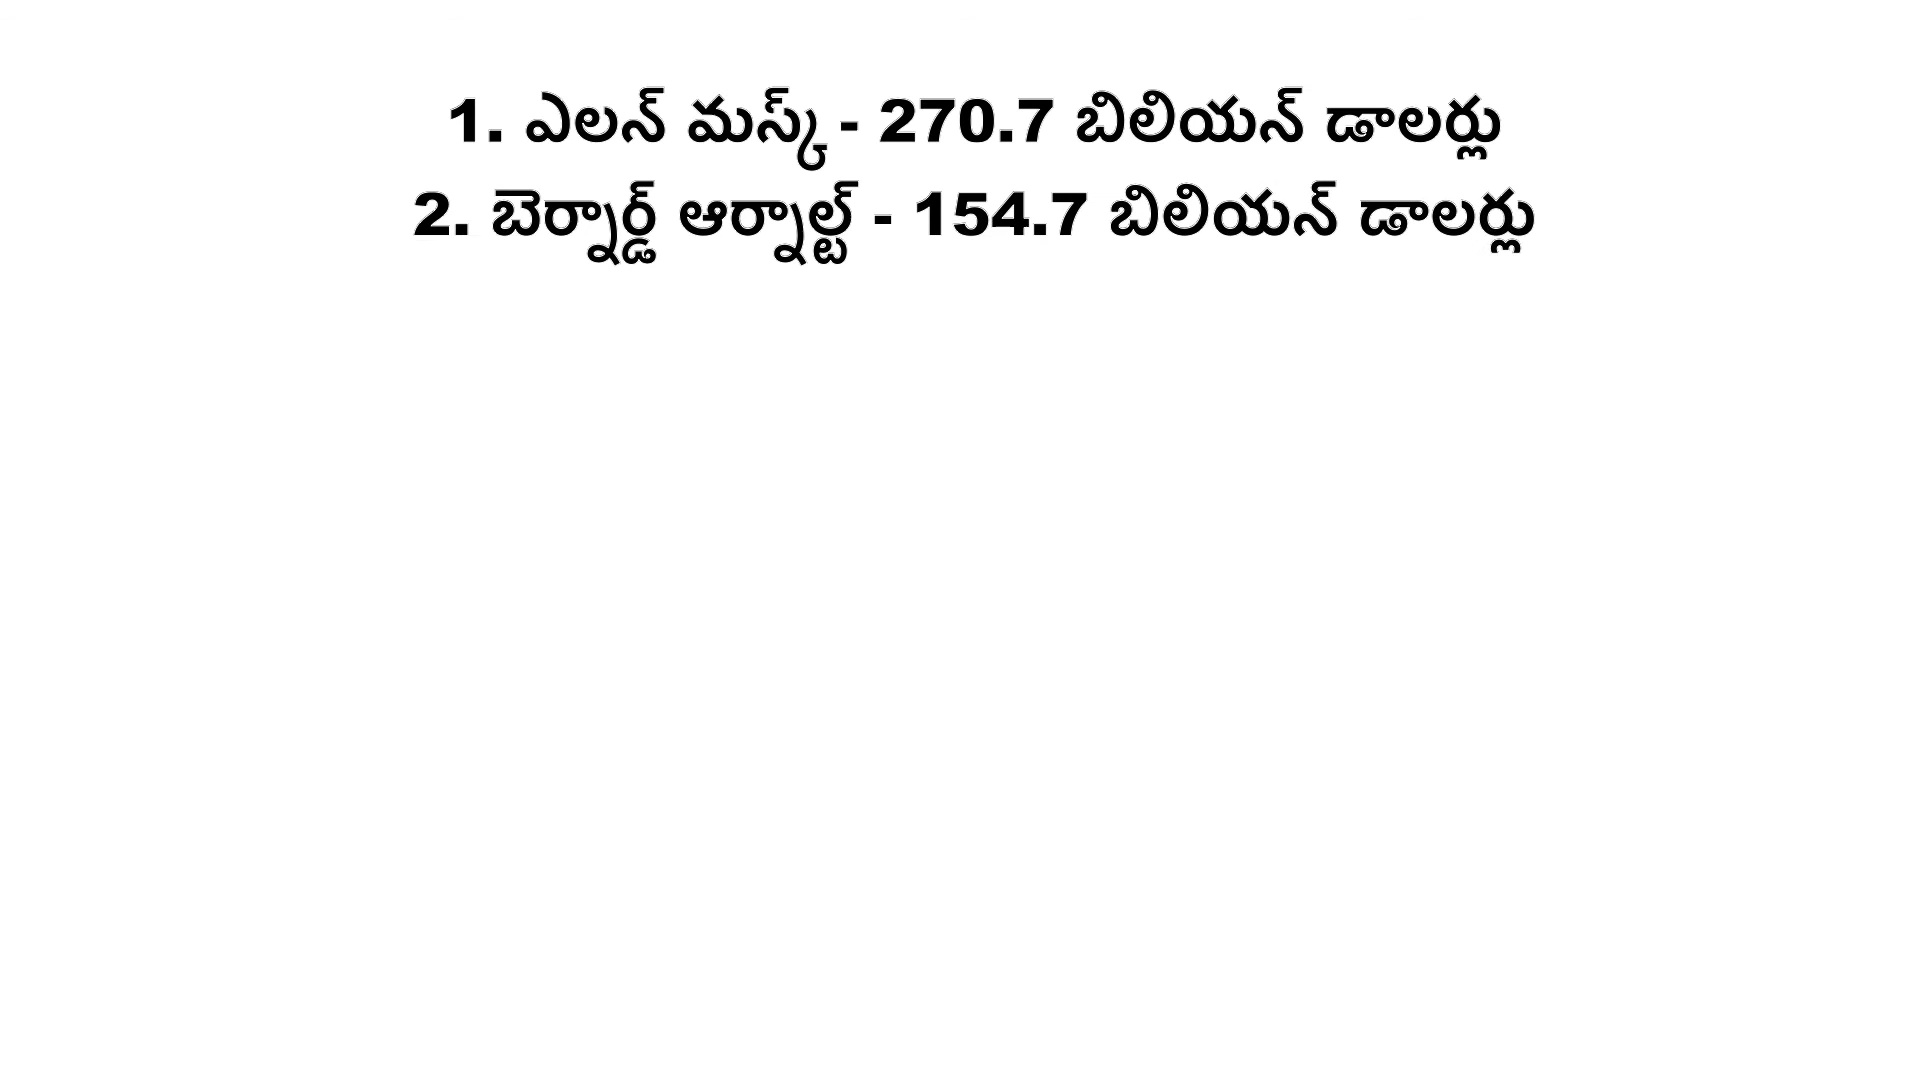 1. ఎలన్ మస్క్ - 270.7 బిలియన్ డాలర్లు
2. బెర్నార్డ్ ఆర్నాల్ట్ - 154.7 బిలియన్ డాలర్లు